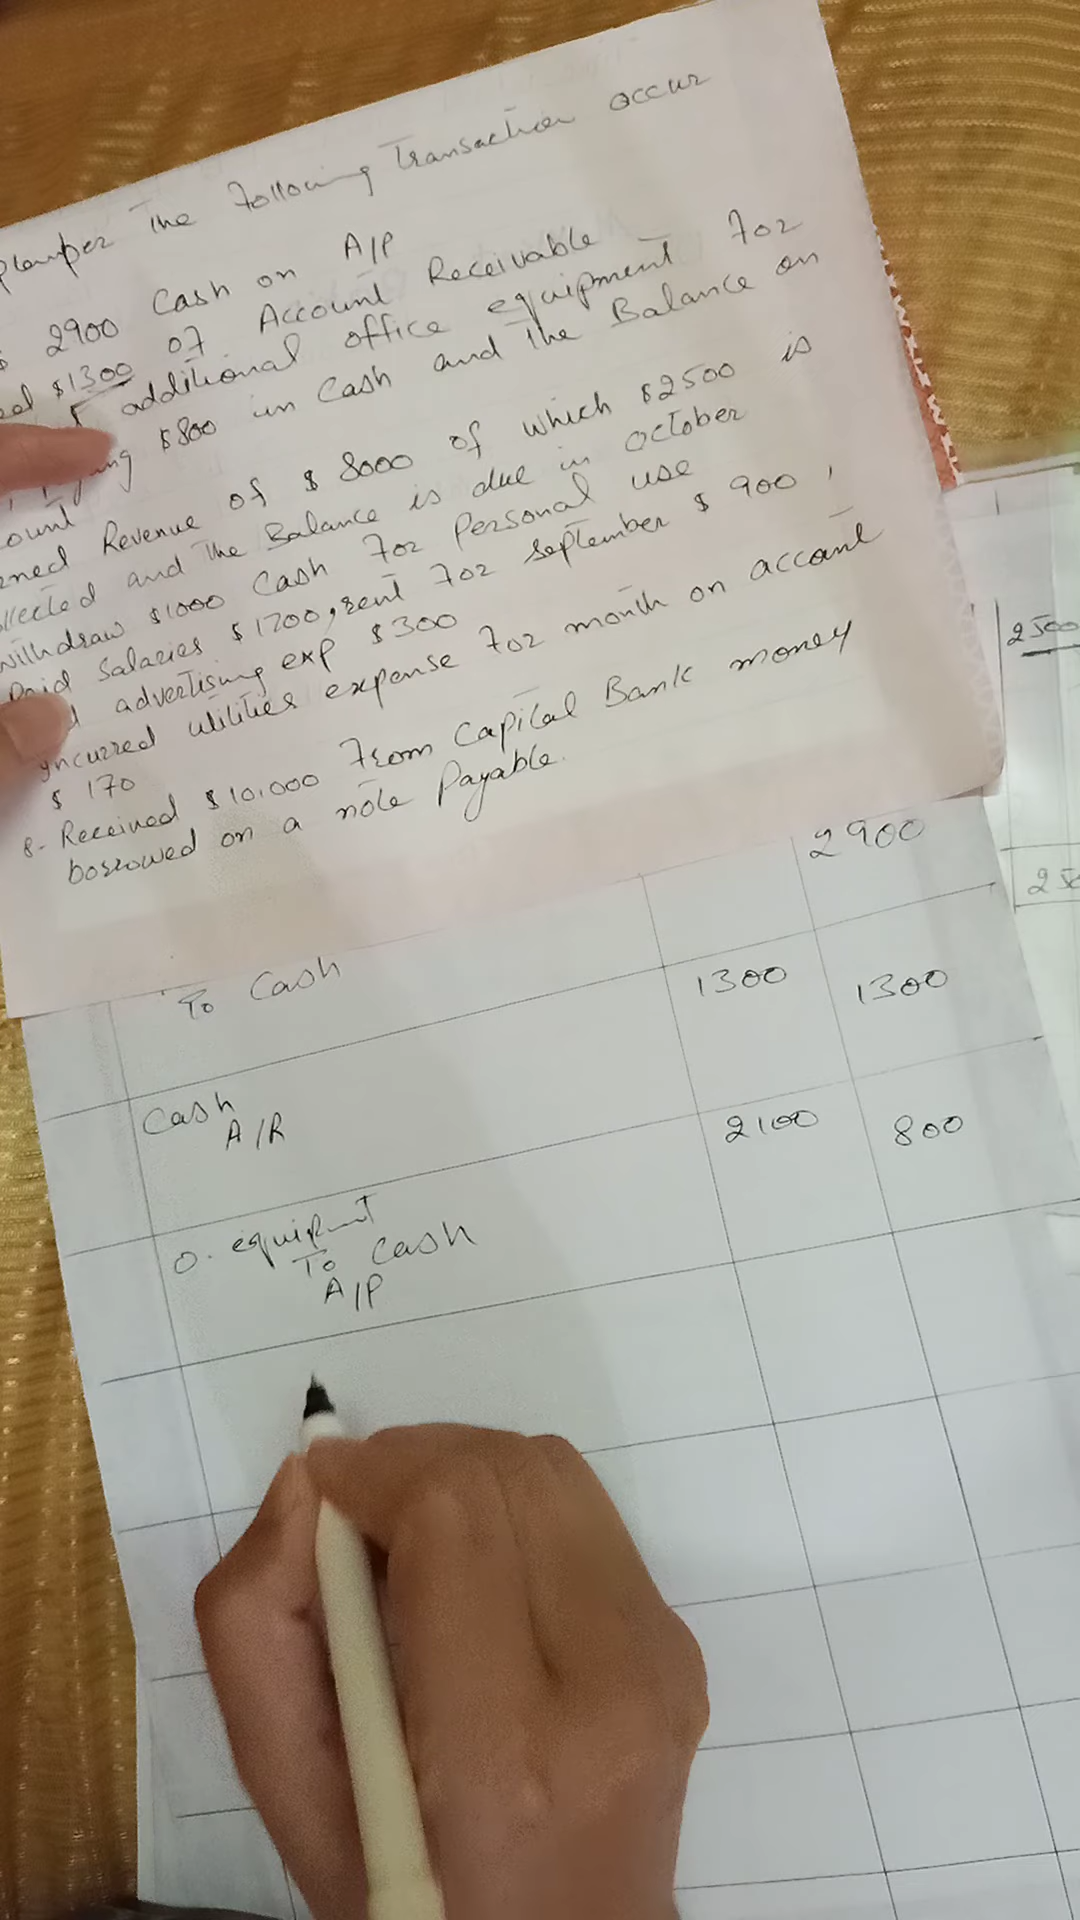 The Following Transaction occur
2900 Cash on A/P
$1300 of Account Receivable
additional office equipment for
$800 in Cash and the Balance on
Revenue of $ 8000 of which $2500 is
and the Balance is due in october
withdraw $1000 Cash for Personal use
Paid Salaries $1700, rent for september $ 900,
advertising exp $300
incurred utilities expense for month on account
$ 170
8- Received $10,000 From Capital Bank money
borrowed on a note Payable.
2500
250
2900
To Cash
1300 1300
Cash
A/R
2100 800
O. equipment
To Cash
A/P